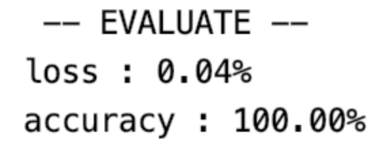 -- EVALUATE --
loss : 0.04%
accuracy : 100.00%